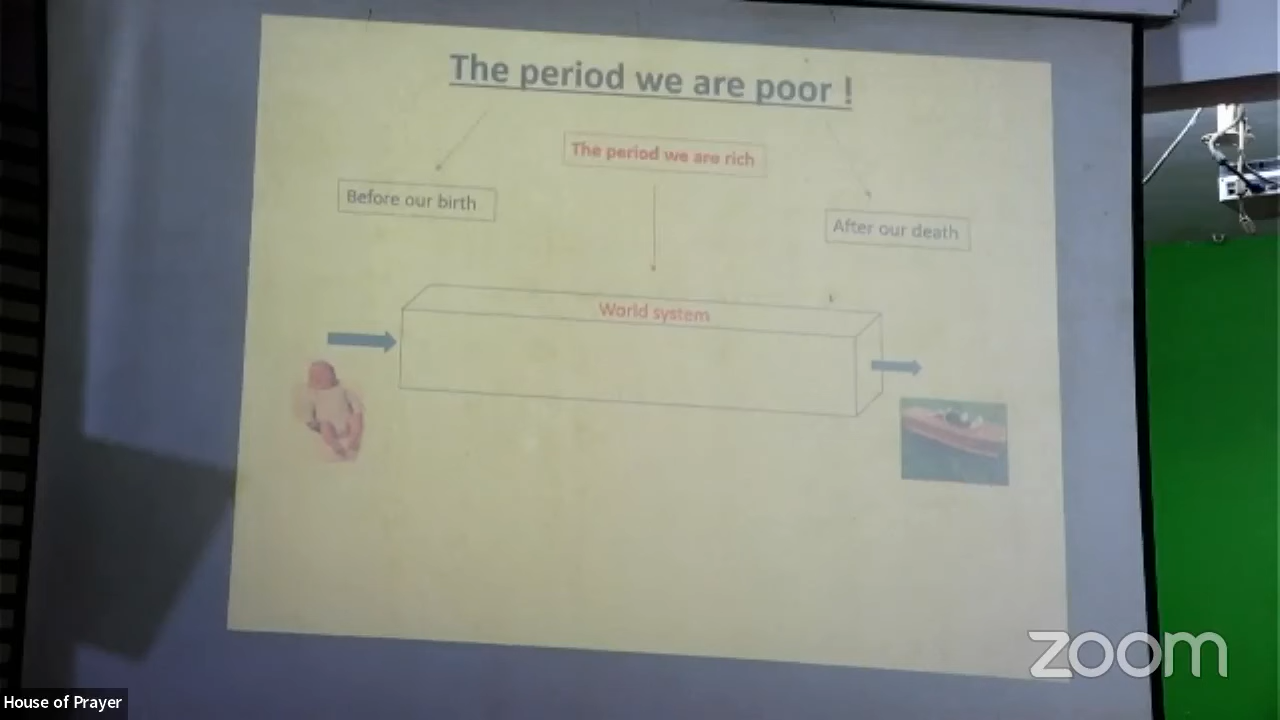 The period we are poor !
The period we are rich
Before our birth
After our death
World system
zoom
House of Prayer